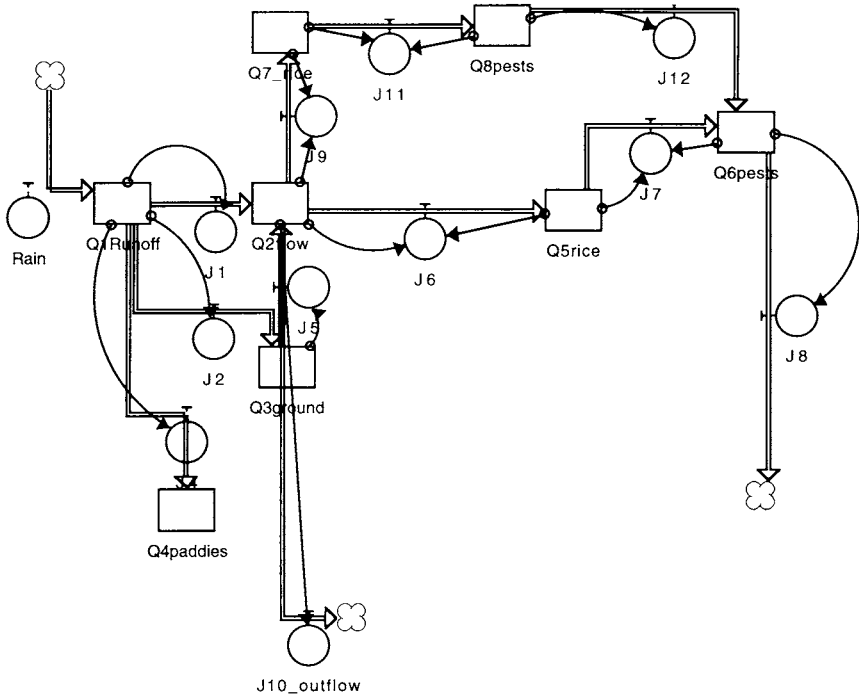 Q7_rice
Q8pests
J11
J12
J9
Q6pests
J7
Rain
Q1Runoff
J1
Q2flow
J6
Q5rice
J5
J8
J2
Q3ground
Q4paddies
J10_outflow